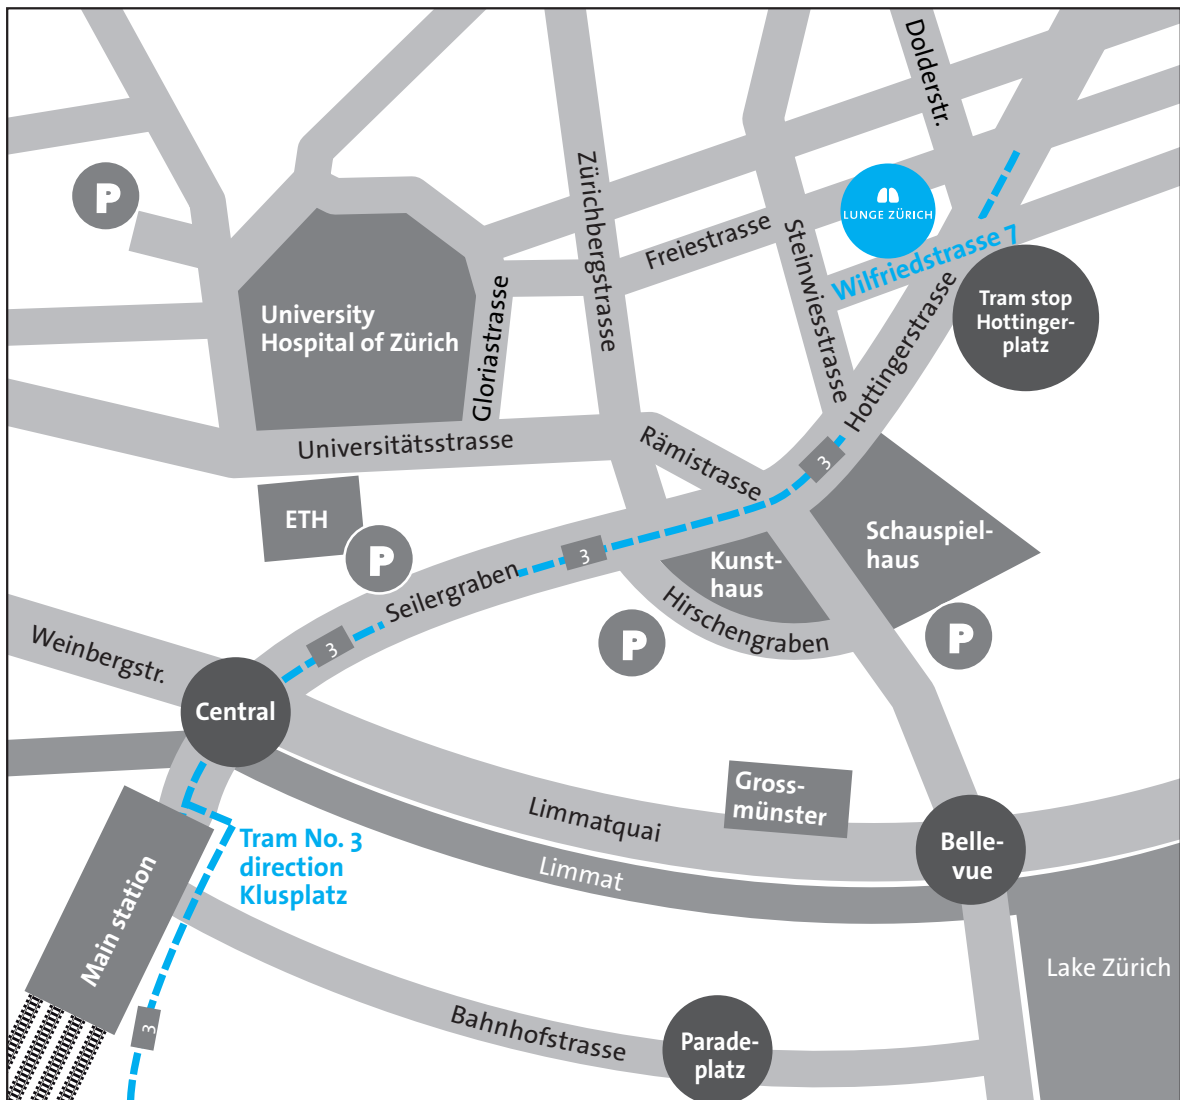 Dolderstr.
P
Zürichbergstrasse
LUNGE ZÜRICH
Freiestrasse
Steinwiesstrasse
Wilfriedstrasse 7
University
Hospital of Zürich
Gloriastrasse
Hottingerstrasse
Tram stop
Hottinger-
platz
Universitätsstrasse
Rämistrasse
3
ETH
P
Schauspiel-
haus
3
Kunst-
haus
Seilergraben
Hirschengraben
P
P
Weinbergstr.
3
Central
Gross-
münster
Limmatquai
Limmat
Belle-
vue
Tram No. 3
direction
Klusplatz
Main station
Lake Zürich
3
Bahnhofstrasse
Parade-
platz